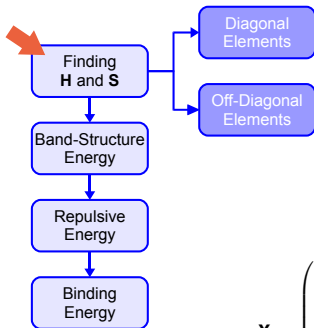 Diagonal
Elements
Finding
H and S
Off-Diagonal
Elements
Band-Structure
Energy
Repulsive
Energy
Binding
Energy